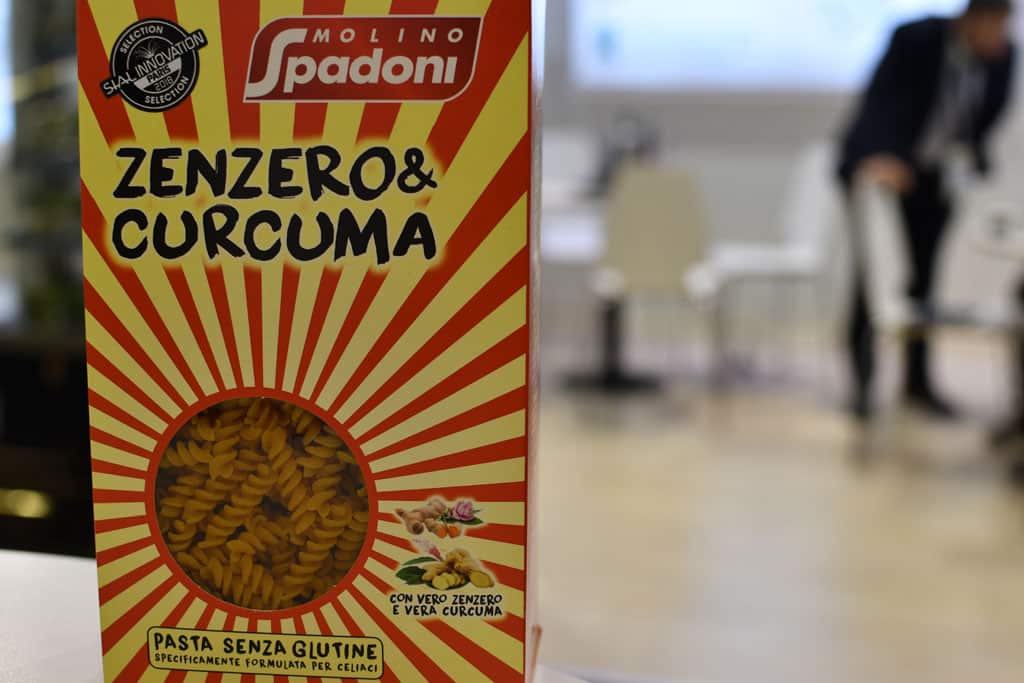 SELECTION
SIAL INNOVATION
PARIS
2018
SELECTION
MOLINO
Spadoni
ZENZERO&
CURCUMA
CON VERO ZENZERO
E VERA CURCUMA
PASTA SENZA GLUTINE
SPECIFICAMENTE FORMULATA PER CELIACI